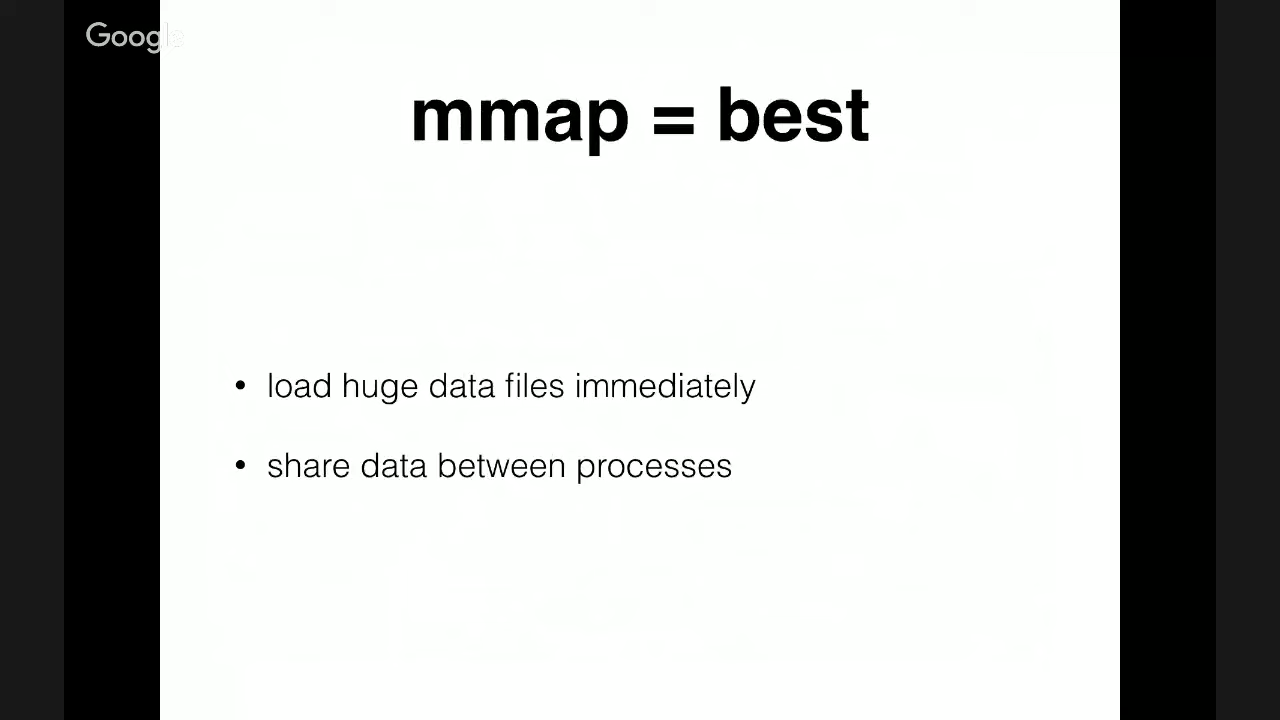 Google
mmap = best
• load huge data files immediately
• share data between processes